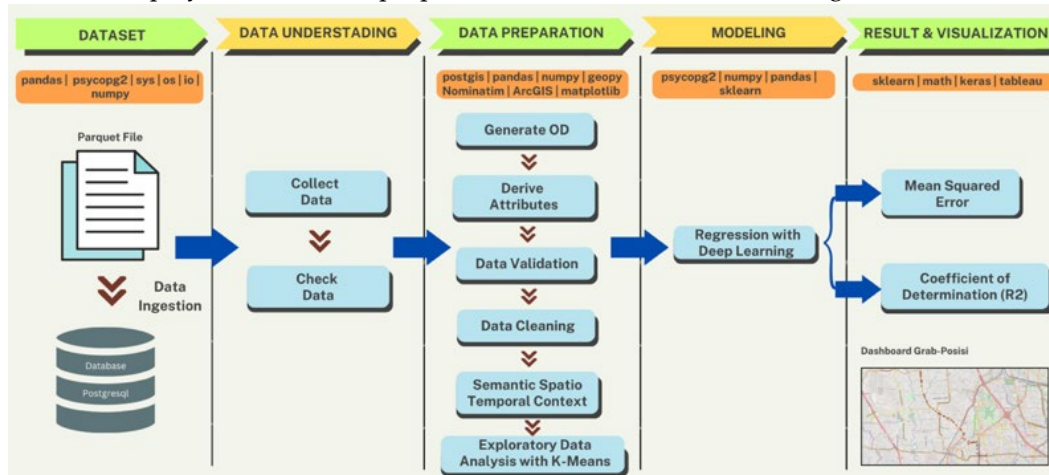 DATASET
DATA UNDERSTADING
DATA PREPARATION
MODELING
RESULT & VISUALIZATION
pandas | psycopg2 | sys | os | io |
numpy
postgis | pandas | numpy | geopy
Nominatim | ArcGIS | matplotlib
psycopg2 | numpy | pandas |
sklearn
sklearn | math | keras | tableau
Parquet File
Data
Ingestion
Database
Postgresql
Collect
Data
Check
Data
Generate OD
Derive
Attributes
Data Validation
Data Cleaning
Semantic Spatio
Temporal Context
Exploratory Data
Analysis with K-Means
Regression with
Deep Learning
Mean Squared
Error
Coefficient of
Determination (R2)
Dashboard Grab-Posisi